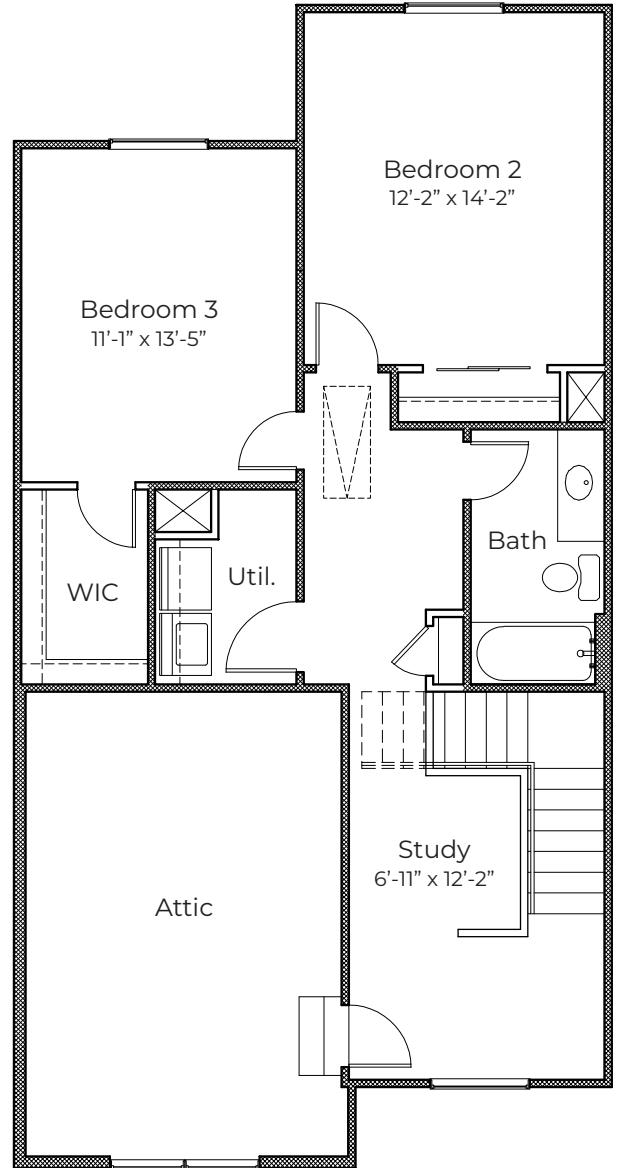 Bedroom 2
12’-2” x 14’-2”
Bedroom 3
11’-1” x 13’-5”
Bath
Util.
WIC
Study
6’-11” x 12’-2”
Attic